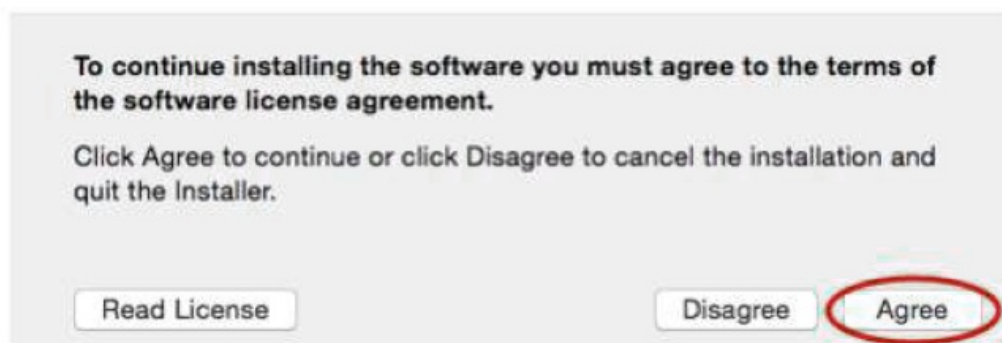 To continue installing the software you must agree to the terms of
the software license agreement.
Click Agree to continue or click Disagree to cancel the installation and
quit the Installer.
Read License Disagree Agree